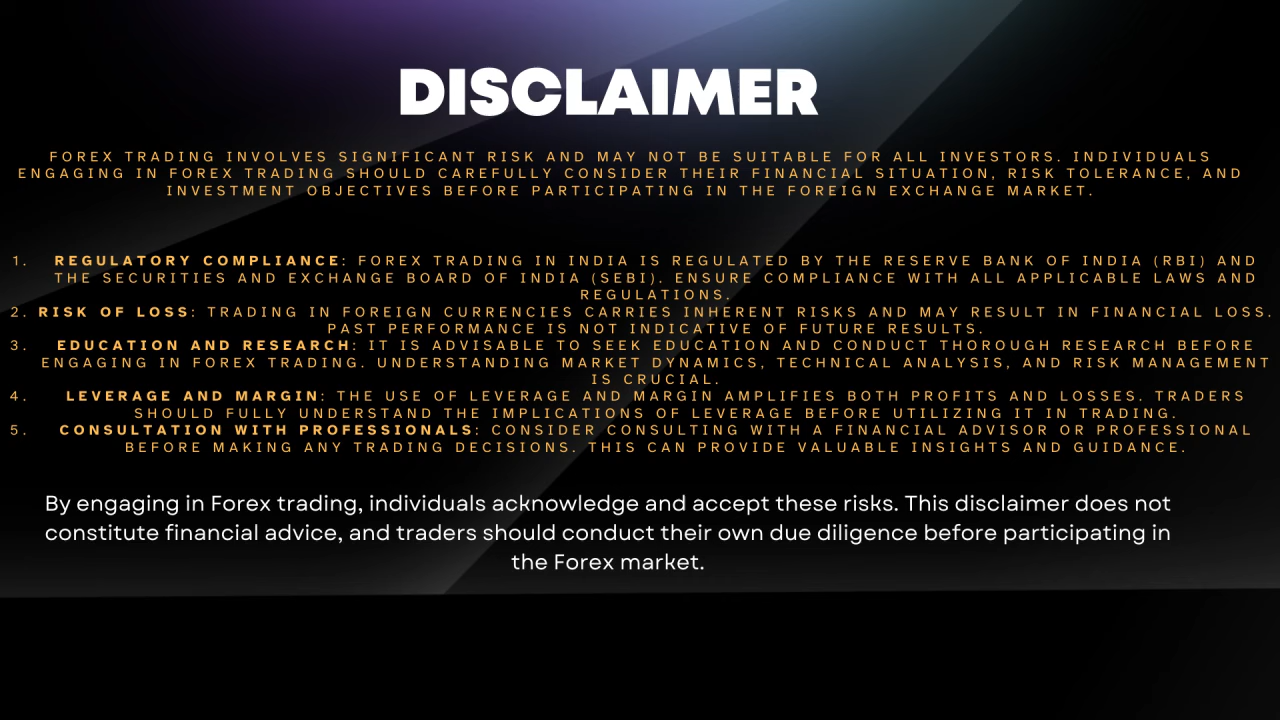 DISCLAIMER
FOREX TRADING INVOLVES SIGNIFICANT RISK AND MAY NOT BE SUITABLE FOR ALL INVESTORS. INDIVIDUALS
ENGAGING IN FOREX TRADING SHOULD CAREFULLY CONSIDER THEIR FINANCIAL SITUATION, RISK TOLERANCE, AND
INVESTMENT OBJECTIVES BEFORE PARTICIPATING IN THE FOREIGN EXCHANGE MARKET.
1. REGULATORY COMPLIANCE: FOREX TRADING IN INDIA IS REGULATED BY THE RESERVE BANK OF INDIA (RBI) AND
THE SECURITIES AND EXCHANGE BOARD OF INDIA (SEBI). ENSURE COMPLIANCE WITH ALL APPLICABLE LAWS AND
REGULATIONS.
2. RISK OF LOSS: TRADING IN FOREIGN CURRENCIES CARRIES INHERENT RISKS AND MAY RESULT IN FINANCIAL LOSS.
PAST PERFORMANCE IS NOT INDICATIVE OF FUTURE RESULTS.
3. EDUCATION AND RESEARCH: IT IS ADVISABLE TO SEEK EDUCATION AND CONDUCT THOROUGH RESEARCH BEFORE
ENGAGING IN FOREX TRADING. UNDERSTANDING MARKET DYNAMICS, TECHNICAL ANALYSIS, AND RISK MANAGEMENT
IS CRUCIAL.
4. LEVERAGE AND MARGIN: THE USE OF LEVERAGE AND MARGIN AMPLIFIES BOTH PROFITS AND LOSSES. TRADERS
SHOULD FULLY UNDERSTAND THE IMPLICATIONS OF LEVERAGE BEFORE UTILIZING IT IN TRADING.
5. CONSULTATION WITH PROFESSIONALS: CONSIDER CONSULTING WITH A FINANCIAL ADVISOR OR PROFESSIONAL
BEFORE MAKING ANY TRADING DECISIONS. THIS CAN PROVIDE VALUABLE INSIGHTS AND GUIDANCE.
By engaging in Forex trading, individuals acknowledge and accept these risks. This disclaimer does not
constitute financial advice, and traders should conduct their own due diligence before participating in
the Forex market.